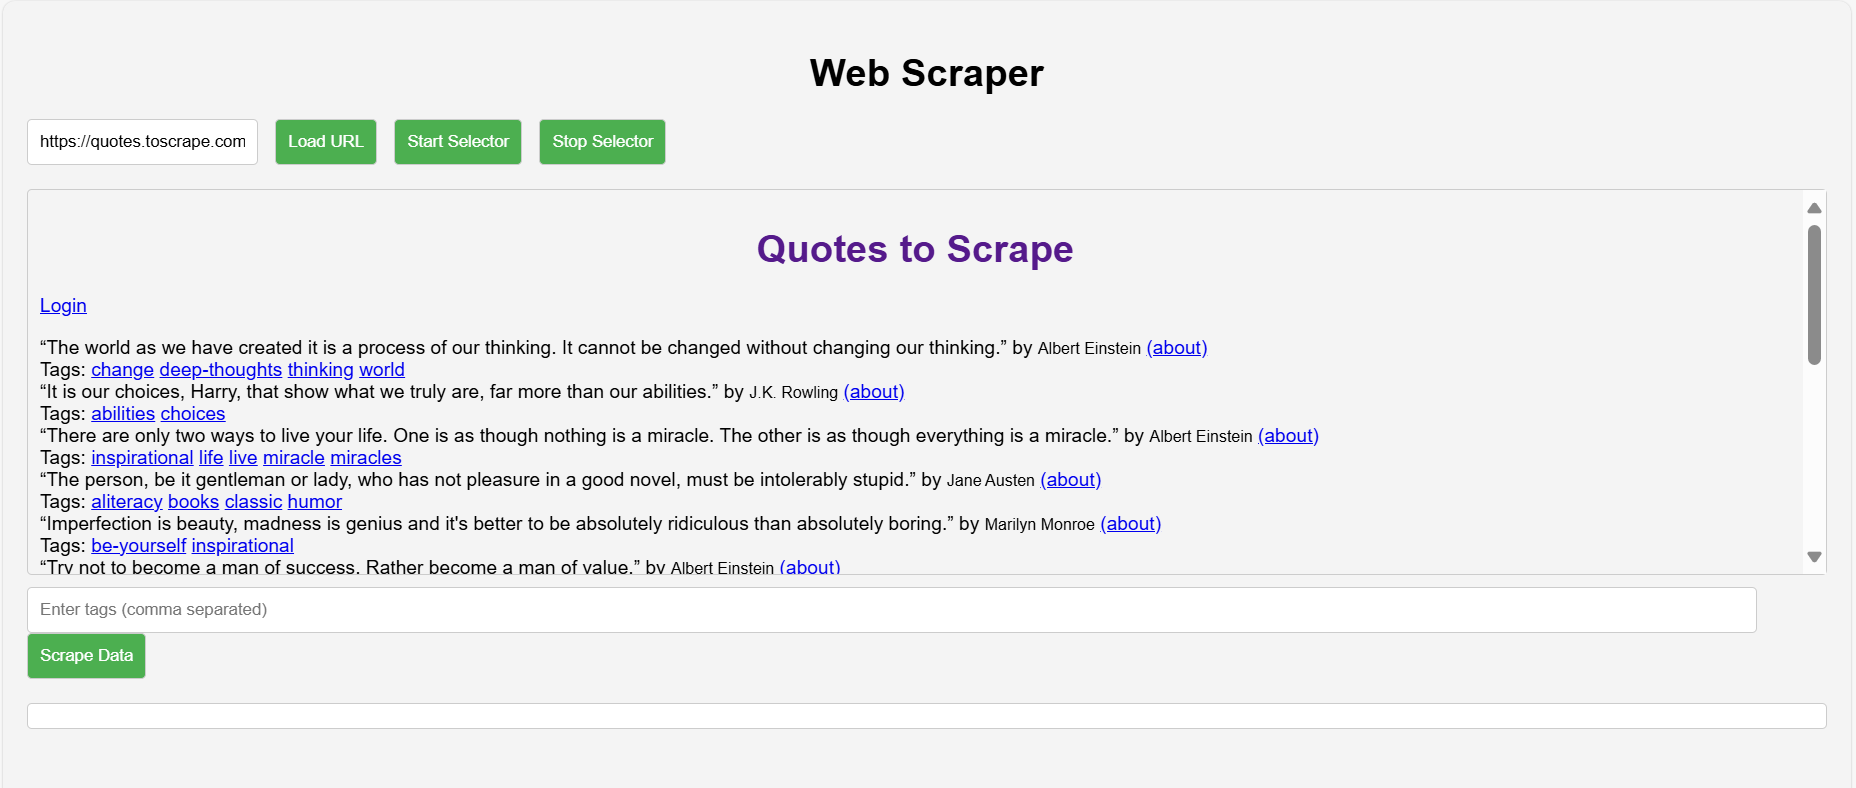 Web Scraper
https://quotes.toscrape.com Load URL Start Selector Stop Selector
Quotes to Scrape
Login
“The world as we have created it is a process of our thinking. It cannot be changed without changing our thinking.” by Albert Einstein (about)
Tags: change deep-thoughts thinking world
“It is our choices, Harry, that show what we truly are, far more than our abilities.” by J.K. Rowling (about)
Tags: abilities choices
“There are only two ways to live your life. One is as though nothing is a miracle. The other is as though everything is a miracle.” by Albert Einstein (about)
Tags: inspirational life live miracle miracles
“The person, be it gentleman or lady, who has not pleasure in a good novel, must be intolerably stupid.” by Jane Austen (about)
Tags: aliteracy books classic humor
“Imperfection is beauty, madness is genius and it's better to be absolutely ridiculous than absolutely boring.” by Marilyn Monroe (about)
Tags: be-yourself inspirational
“Try not to become a man of success. Rather become a man of value.” by Albert Einstein (about)
Enter tags (comma separated)
Scrape Data